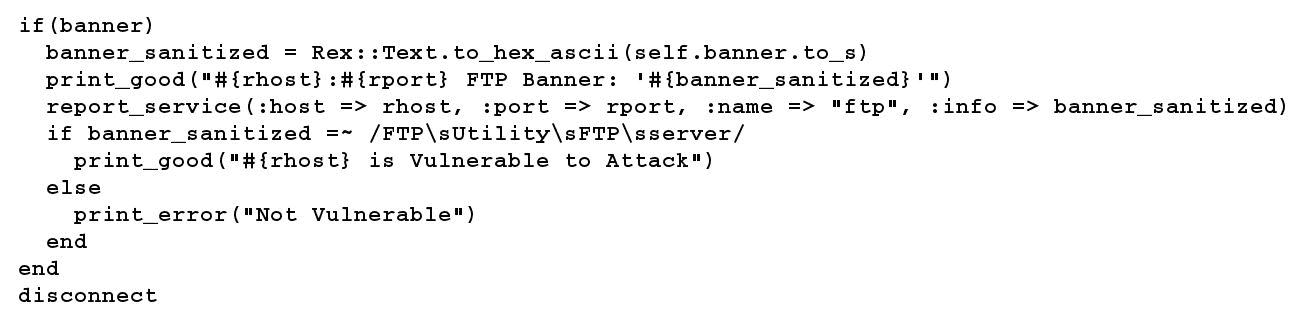 if(banner)
  banner_sanitized = Rex::Text.to_hex_ascii(self.banner.to_s)
  print_good("#{rhost}:#{rport} FTP Banner: '#{banner_sanitized}'")
  report_service(:host => rhost, :port => rport, :name => "ftp", :info => banner_sanitized)
  if banner_sanitized =~ /FTP\sUtility\sFTP\sserver/
    print_good("#{rhost} is Vulnerable to Attack")
  else
    print_error("Not Vulnerable")
  end
end
disconnect